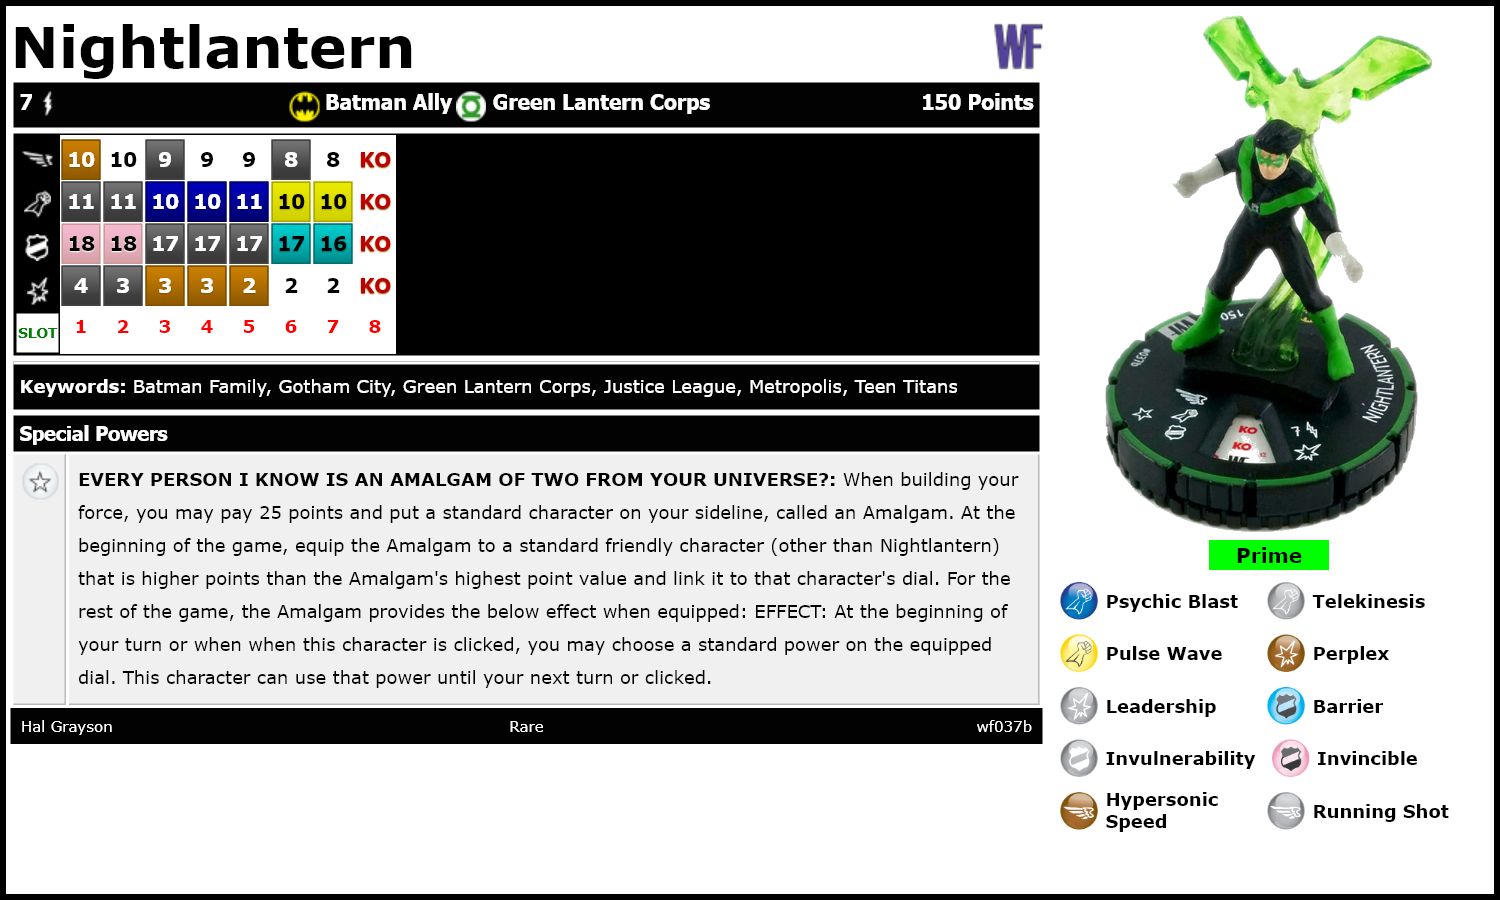 Nightlantern
WF
7 Batman Ally Green Lantern Corps 150 Points
10 10 9 9 9 8 8 KO
11 11 10 10 11 10 10 KO
18 18 17 17 17 17 16 KO
4 3 3 3 2 2 2 KO
SLOT 1 2 3 4 5 6 7 8
Keywords: Batman Family, Gotham City, Green Lantern Corps, Justice League, Metropolis, Teen Titans
Special Powers
EVERY PERSON I KNOW IS AN AMALGAM OF TWO FROM YOUR UNIVERSE?: When building your
force, you may pay 25 points and put a standard character on your sideline, called an Amalgam. At the
beginning of the game, equip the Amalgam to a standard friendly character (other than Nightlantern)
that is higher points than the Amalgam's highest point value and link it to that character's dial. For the
rest of the game, the Amalgam provides the below effect when equipped: EFFECT: At the beginning of
your turn or when when this character is clicked, you may choose a standard power on the equipped
dial. This character can use that power until your next turn or clicked.
Hal Grayson Rare wf037b
WF
150
037b
NIGHTLANTERN
7
KO
KO
12
WF
Prime
Psychic Blast Telekinesis
Pulse Wave Perplex
Leadership Barrier
Invulnerability Invincible
Hypersonic
Speed
Running Shot